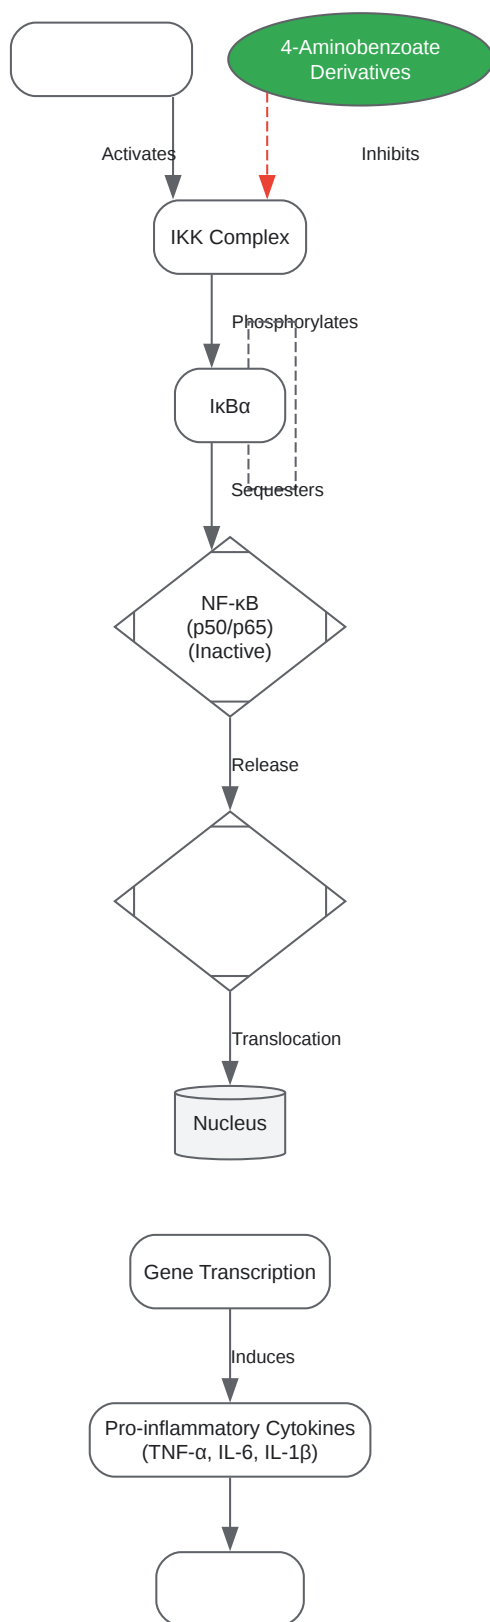 4-Aminobenzoate
Derivatives
Activates
Inhibits
IKK Complex
Phosphorylates
IκBα
Sequesters
NF-κB
(p50/p65)
(Inactive)
Release
Translocation
Nucleus
Gene Transcription
Induces
Pro-inflammatory Cytokines
(TNF-α, IL-6, IL-1β)